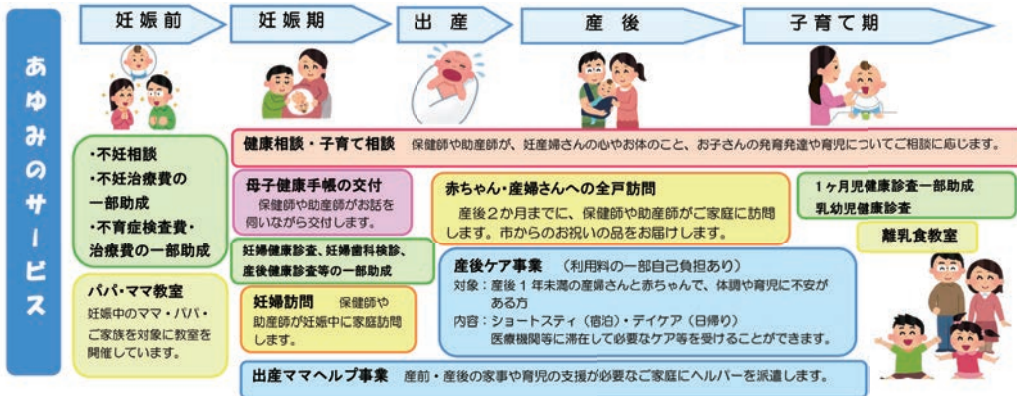 あゆみのサービス
妊娠前
妊娠期
出産
産後
子育て期
・不妊相談
・不妊治療費の
一部助成
・不育症検査費・
治療費の一部助成
パパ・ママ教室
妊娠中のママ・パパ・
ご家族を対象に教室を
開催しています。
健康相談・子育て相談 保健師や助産師が、妊産婦さんの心やお体のこと、お子さんの発育発達や育児についてご相談に応じます。
母子健康手帳の交付
保健師や助産師がお話を
伺いながら交付します。
妊婦健康診査、妊婦歯科検診、
産後健康診査等の一部助成
妊婦訪問 保健師や
助産師が妊娠中に家庭訪問
します。
赤ちゃん・産婦さんへの全戸訪問
産後2か月までに、保健師や助産師がご家庭に訪問
します。市からのお祝いの品をお届けします。
産後ケア事業 (利用料の一部自己負担あり)
対象:産後1年未満の産婦さんと赤ちゃんで、体調や育児に不安が
ある方
内容:ショートスティ(宿泊)・デイケア(日帰り)
医療機関等に滞在して必要なケア等を受けることができます。
1ヶ月児健康診査一部助成
乳幼児健康診査
離乳食教室
出産ママヘルプ事業 産前・産後の家事や育児の支援が必要なご家庭にヘルパーを派遣します。